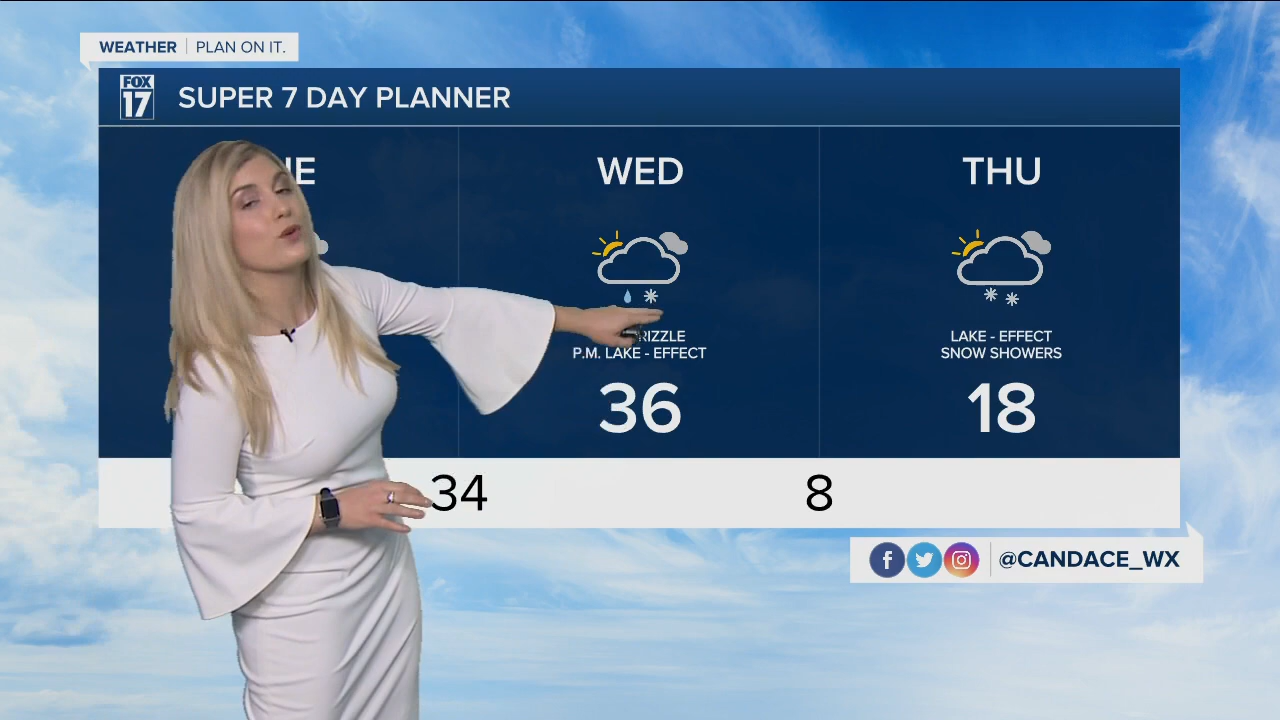 WEATHER PLAN ON IT.
FOX
17
SUPER 7 DAY PLANNER
WED
THU
P.M. LAKE - EFFECT
LAKE - EFFECT
SNOW SHOWERS
36
18
34
8
f
@CANDACE_WX